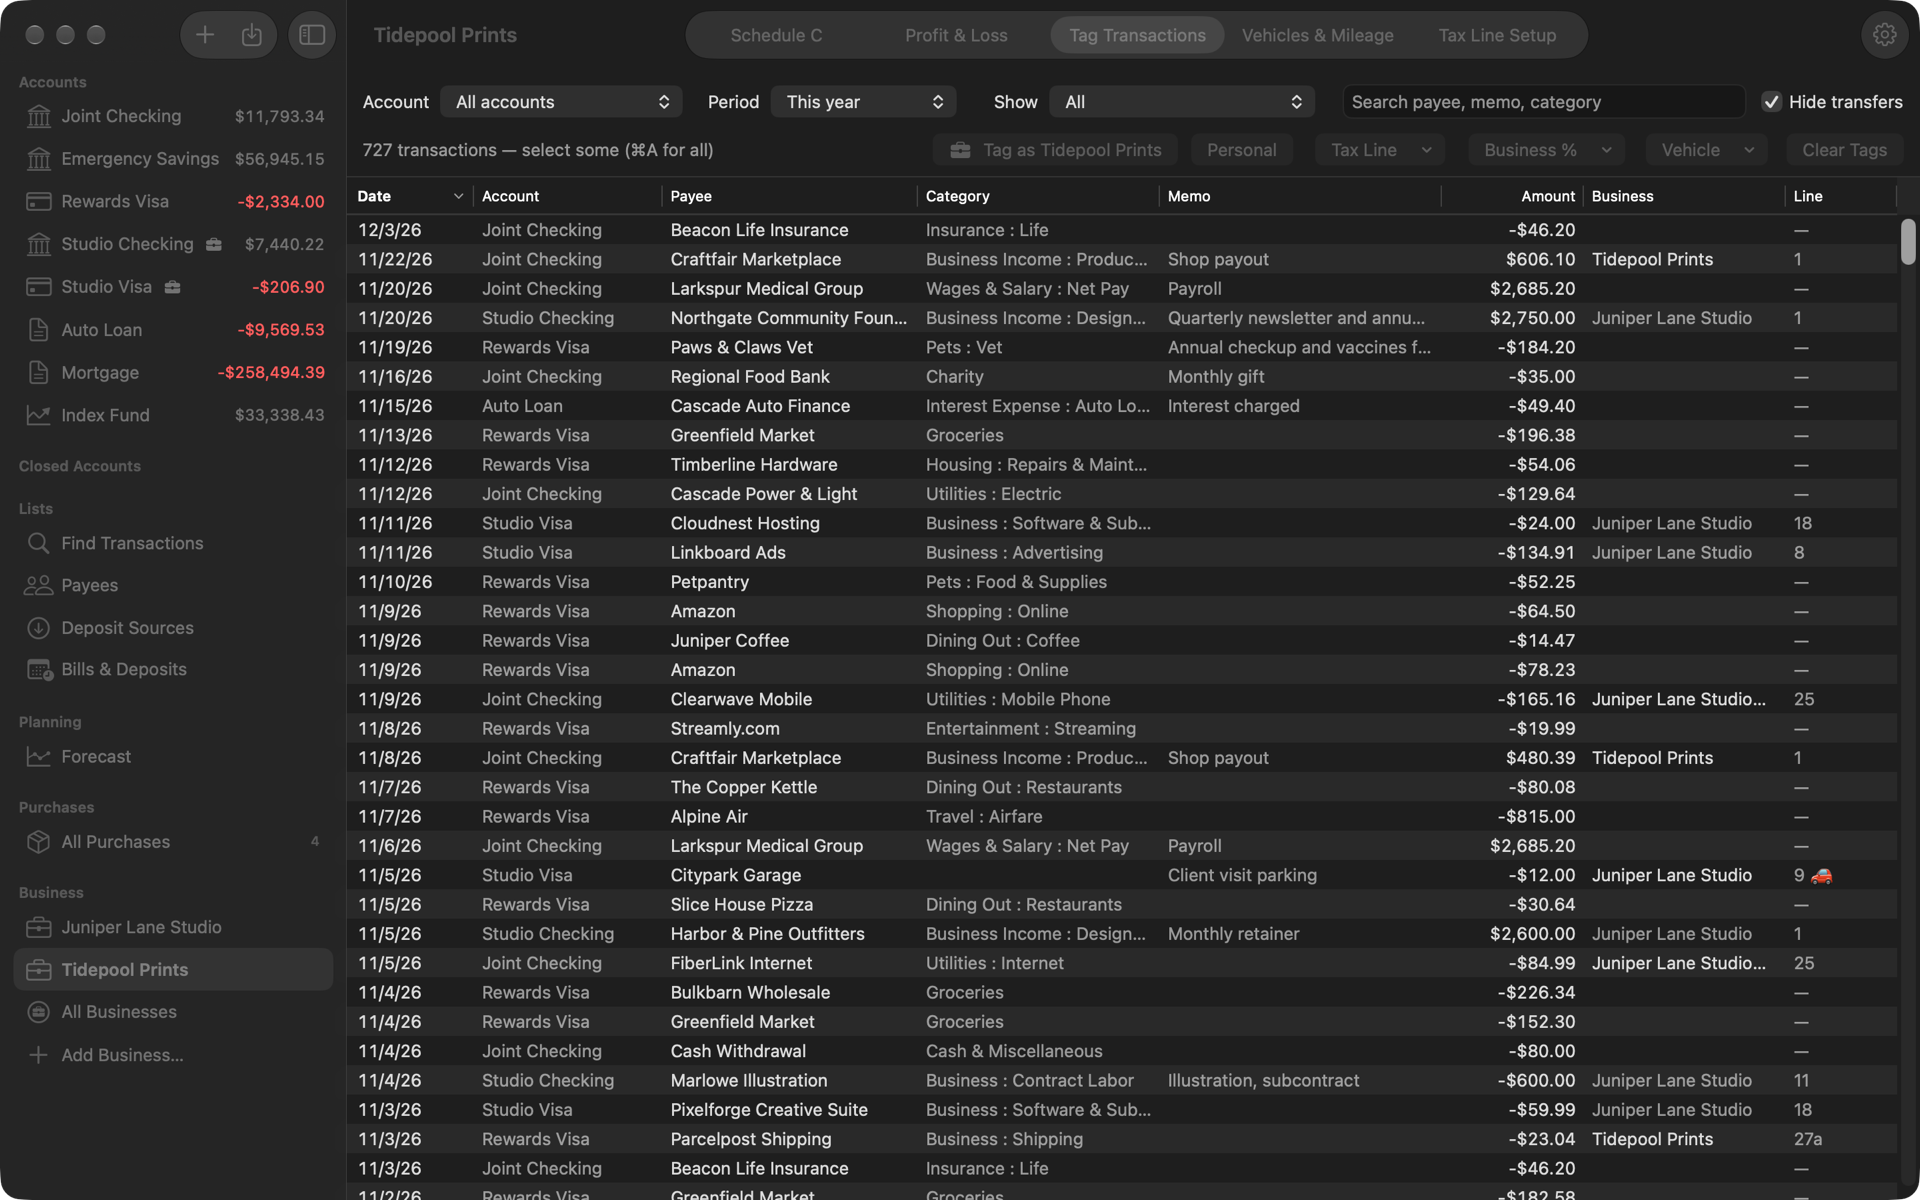 Tidepool Prints
Schedule C
Profit & Loss
Tag Transactions
Vehicles & Mileage
Tax Line Setup
Accounts
Joint Checking $11,793.34
Emergency Savings $56,945.15
Rewards Visa -$2,334.00
Studio Checking $7,440.22
Studio Visa -$206.90
Auto Loan -$9,569.53
Mortgage -$258,494.39
Index Fund $33,338.43
Closed Accounts
Lists
Find Transactions
Payees
Deposit Sources
Bills & Deposits
Planning
Forecast
Purchases
All Purchases 4
Business
Juniper Lane Studio
Tidepool Prints
All Businesses
Add Business...
Account All accounts Period This year Show All Search payee, memo, category Hide transfers
727 transactions — select some (⌘A for all) Tag as Tidepool Prints Personal Tax Line Business % Vehicle Clear Tags
Date Account Payee Category Memo Amount Business Line
12/3/26 Joint Checking Beacon Life Insurance Insurance : Life -$46.20 —
11/22/26 Joint Checking Craftfair Marketplace Business Income : Produc... Shop payout $606.10 Tidepool Prints 1
11/20/26 Joint Checking Larkspur Medical Group Wages & Salary : Net Pay Payroll $2,685.20 —
11/20/26 Studio Checking Northgate Community Foun... Business Income : Design... Quarterly newsletter and annu... $2,750.00 Juniper Lane Studio 1
11/19/26 Rewards Visa Paws & Claws Vet Pets : Vet Annual checkup and vaccines f... -$184.20 —
11/16/26 Joint Checking Regional Food Bank Charity Monthly gift -$35.00 —
11/15/26 Auto Loan Cascade Auto Finance Interest Expense : Auto Lo... Interest charged -$49.40 —
11/13/26 Rewards Visa Greenfield Market Groceries -$196.38 —
11/12/26 Rewards Visa Timberline Hardware Housing : Repairs & Maint... -$54.06 —
11/12/26 Joint Checking Cascade Power & Light Utilities : Electric -$129.64 —
11/11/26 Studio Visa Cloudnest Hosting Business : Software & Sub... -$24.00 Juniper Lane Studio 18
11/11/26 Studio Visa Linkboard Ads Business : Advertising -$134.91 Juniper Lane Studio 8
11/10/26 Rewards Visa Petpantry Pets : Food & Supplies -$52.25 —
11/9/26 Rewards Visa Amazon Shopping : Online -$64.50 —
11/9/26 Rewards Visa Juniper Coffee Dining Out : Coffee -$14.47 —
11/9/26 Rewards Visa Amazon Shopping : Online -$78.23 —
11/9/26 Joint Checking Clearwave Mobile Utilities : Mobile Phone -$165.16 Juniper Lane Studio... 25
11/8/26 Rewards Visa Streamly.com Entertainment : Streaming -$19.99 —
11/8/26 Joint Checking Craftfair Marketplace Business Income : Produc... Shop payout $480.39 Tidepool Prints 1
11/7/26 Rewards Visa The Copper Kettle Dining Out : Restaurants -$80.08 —
11/7/26 Rewards Visa Alpine Air Travel : Airfare -$815.00 —
11/6/26 Joint Checking Larkspur Medical Group Wages & Salary : Net Pay Payroll $2,685.20 —
11/5/26 Studio Visa Citypark Garage Client visit parking -$12.00 Juniper Lane Studio 9 🚗
11/5/26 Rewards Visa Slice House Pizza Dining Out : Restaurants -$30.64 —
11/5/26 Studio Checking Harbor & Pine Outfitters Business Income : Design... Monthly retainer $2,600.00 Juniper Lane Studio 1
11/5/26 Joint Checking FiberLink Internet Utilities : Internet -$84.99 Juniper Lane Studio... 25
11/4/26 Rewards Visa Bulkbarn Wholesale Groceries -$226.34 —
11/4/26 Rewards Visa Greenfield Market Groceries -$152.30 —
11/4/26 Joint Checking Cash Withdrawal Cash & Miscellaneous -$80.00 —
11/4/26 Studio Checking Marlowe Illustration Business : Contract Labor Illustration, subcontract -$600.00 Juniper Lane Studio 11
11/3/26 Studio Visa Pixelforge Creative Suite Business : Software & Sub... -$59.99 Juniper Lane Studio 18
11/3/26 Rewards Visa Parcelpost Shipping Business : Shipping -$23.04 Tidepool Prints 27a
11/3/26 Joint Checking Beacon Life Insurance Insurance : Life -$46.20 —
11/2/26 Rewards Visa Greenfield Market Groceries -$182.58 —